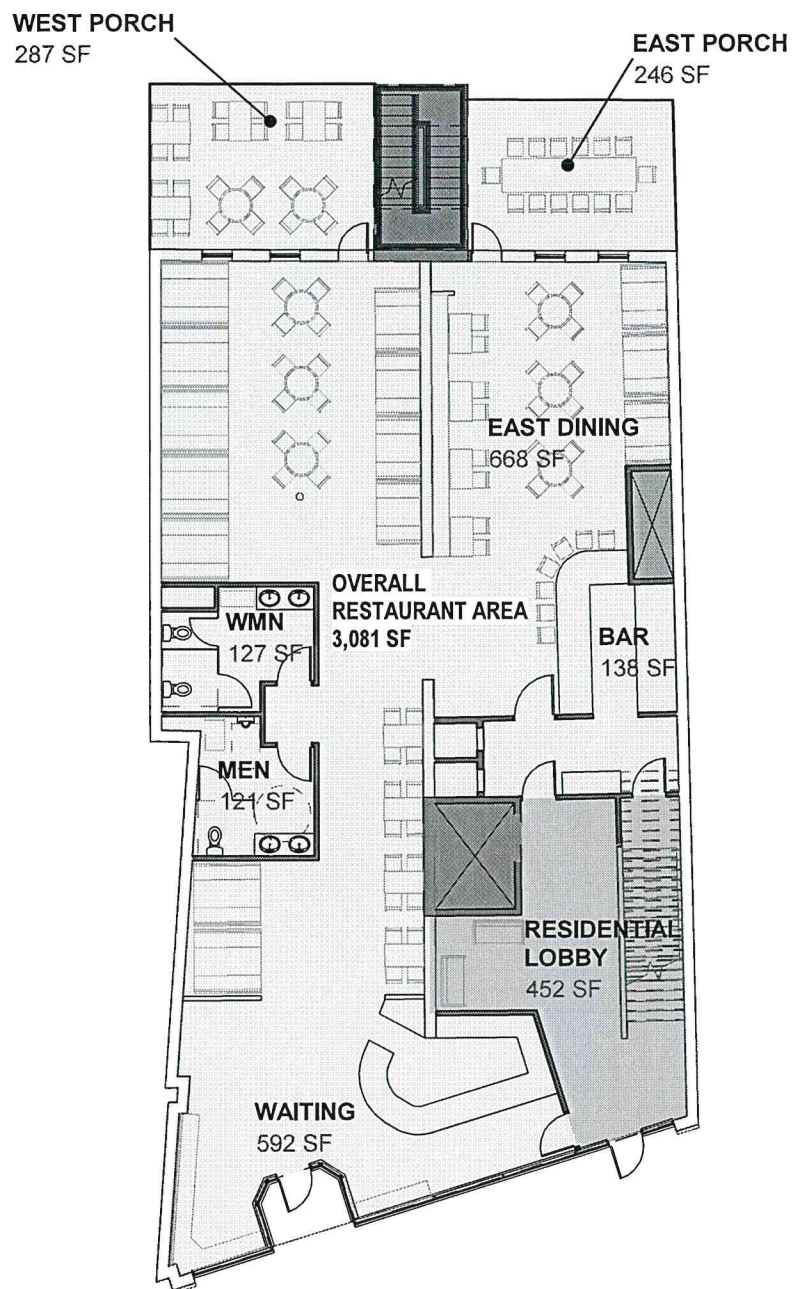 WEST PORCH
287 SF
EAST PORCH
246 SF
EAST DINING
668 SF
OVERALL
RESTAURANT AREA
3,081 SF
WMN
127 SF
BAR
138 SF
MEN
121 SF
RESIDENTIAL
LOBBY
452 SF
WAITING
592 SF